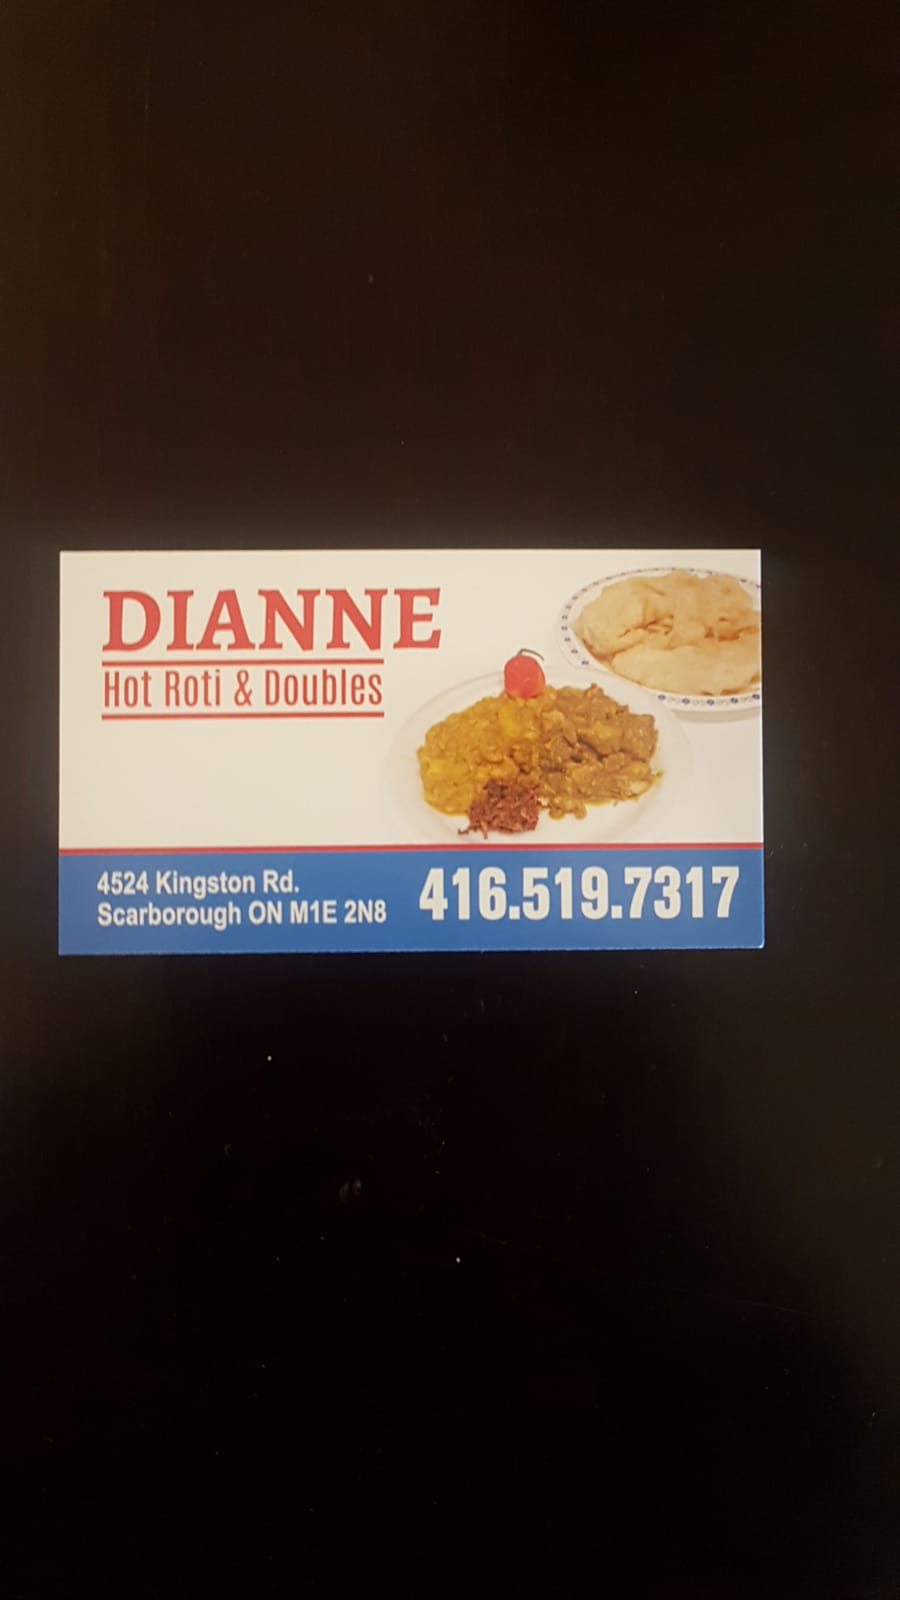 DIANNE
Hot Roti & Doubles
4524 Kingston Rd.
Scarborough ON M1E 2N8
416.519.7317